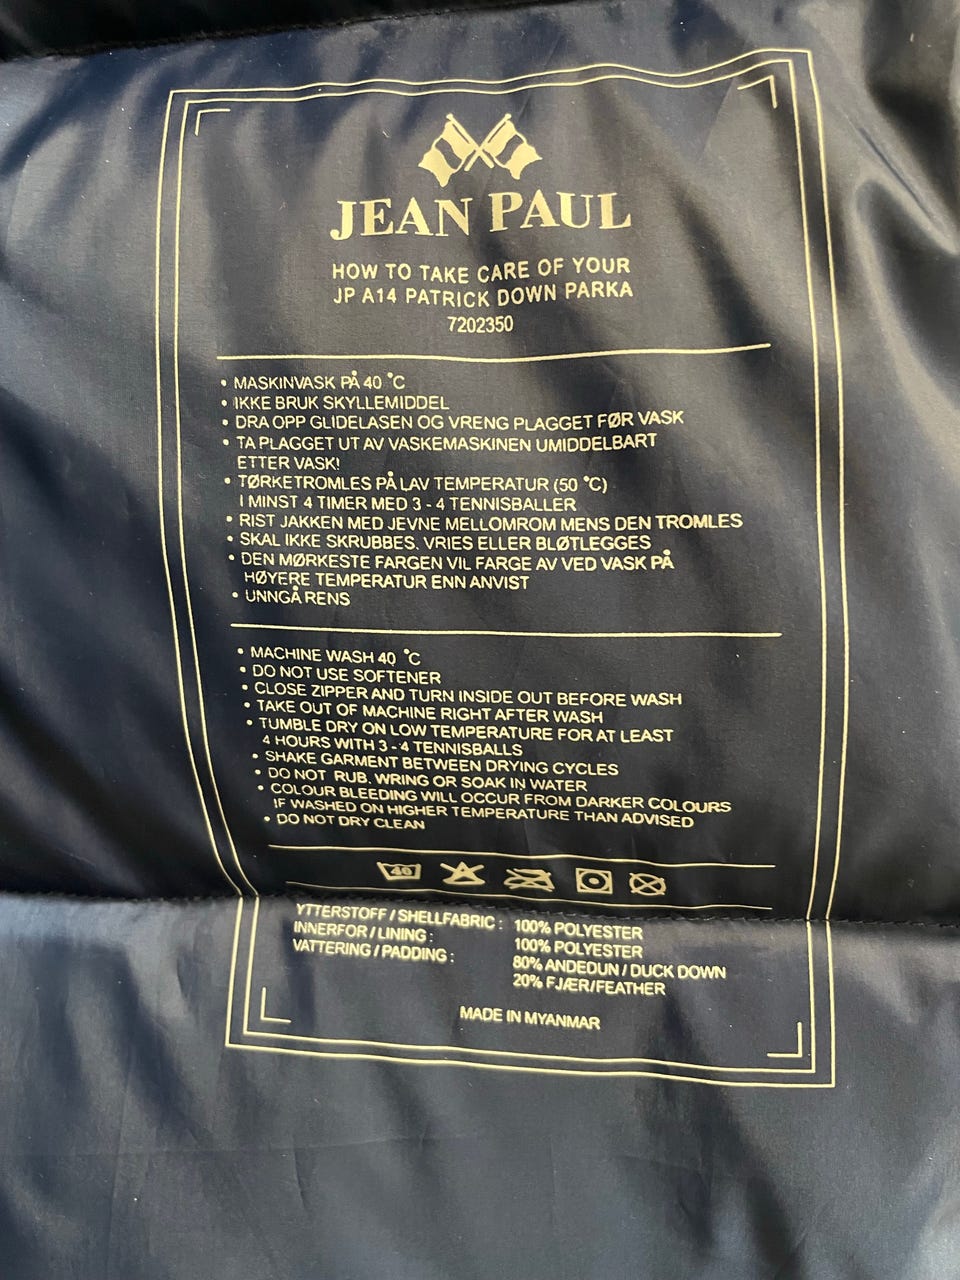 JEAN PAUL
HOW TO TAKE CARE OF YOUR
JP A14 PATRICK DOWN PARKA
7202350
• MASKINVASK PÅ 40 °C
• IKKE BRUK SKYLLEMIDDEL
• DRA OPP GLIDELASEN OG VRENG PLAGGET FØR VASK
• TA PLAGGET UT AV VASKEMASKINEN UMIDDELBART
ETTER VASK!
• TØRKETROMLES PÅ LAV TEMPERATUR (50 °C)
I MINST 4 TIMER MED 3 - 4 TENNISBALLER
• RIST JAKKEN MED JEVNE MELLOMROM MENS DEN TROMLES
• SKAL IKKE SKRUBBES, VRIES ELLER BLØTLEGGES
• DEN MØRKESTE FARGEN VIL FARGE AV VED VASK PÅ
HØYERE TEMPERATUR ENN ANVIST
• UNNGÅ RENS
• MACHINE WASH 40 °C
• DO NOT USE SOFTENER
• CLOSE ZIPPER AND TURN INSIDE OUT BEFORE WASH
• TAKE OUT OF MACHINE RIGHT AFTER WASH
• TUMBLE DRY ON LOW TEMPERATURE FOR AT LEAST
4 HOURS WITH 3 - 4 TENNISBALLS
• SHAKE GARMENT BETWEEN DRYING CYCLES
• DO NOT RUB, WRING OR SOAK IN WATER
• COLOUR BLEEDING WILL OCCUR FROM DARKER COLOURS
IF WASHED ON HIGHER TEMPERATURE THAN ADVISED
• DO NOT DRY CLEAN
40
YTTERSTOFF / SHELLFABRIC : 100% POLYESTER
INNERFOR / LINING : 100% POLYESTER
VATTERING / PADDING : 80% ANDEDUN / DUCK DOWN
20% FJÆR/FEATHER
MADE IN MYANMAR